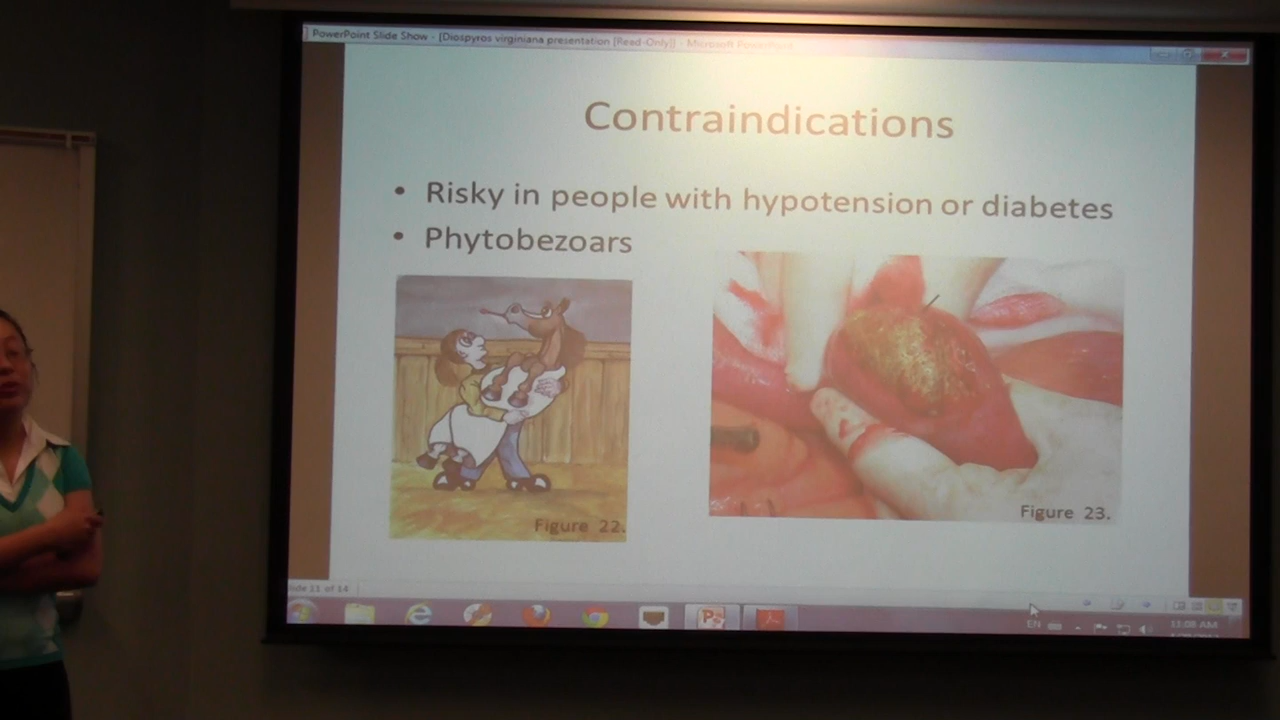 PowerPoint Slide Show - [Diospyros virginiana presentation [Read-Only]] - Microsoft PowerPoint
Contraindications
• Risky in people with hypotension or diabetes
• Phytobezoars
Figure 22.
Figure 23.
Slide 11 of 14
EN
11:08 AM